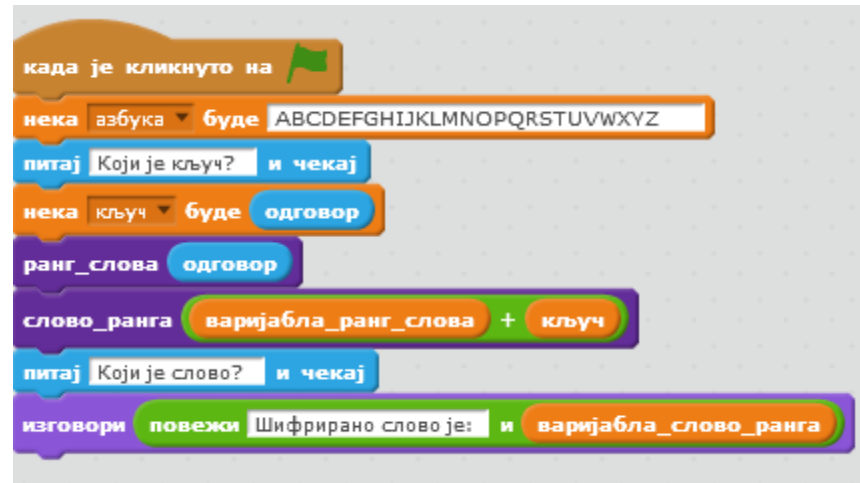 када је кликнуто на
нека азбука буде ABCDEFGHIJKLMNOPQRSTUVWXYZ
питај Који је кључ? и чекај
нека кључ буде одговор
ранг_слова одговор
слово_ранга варијабла_ранг_слова + кључ
питај Који је слово? и чекај
изговори повежи Шифрирано слово је: и варијабла_слово_ранга